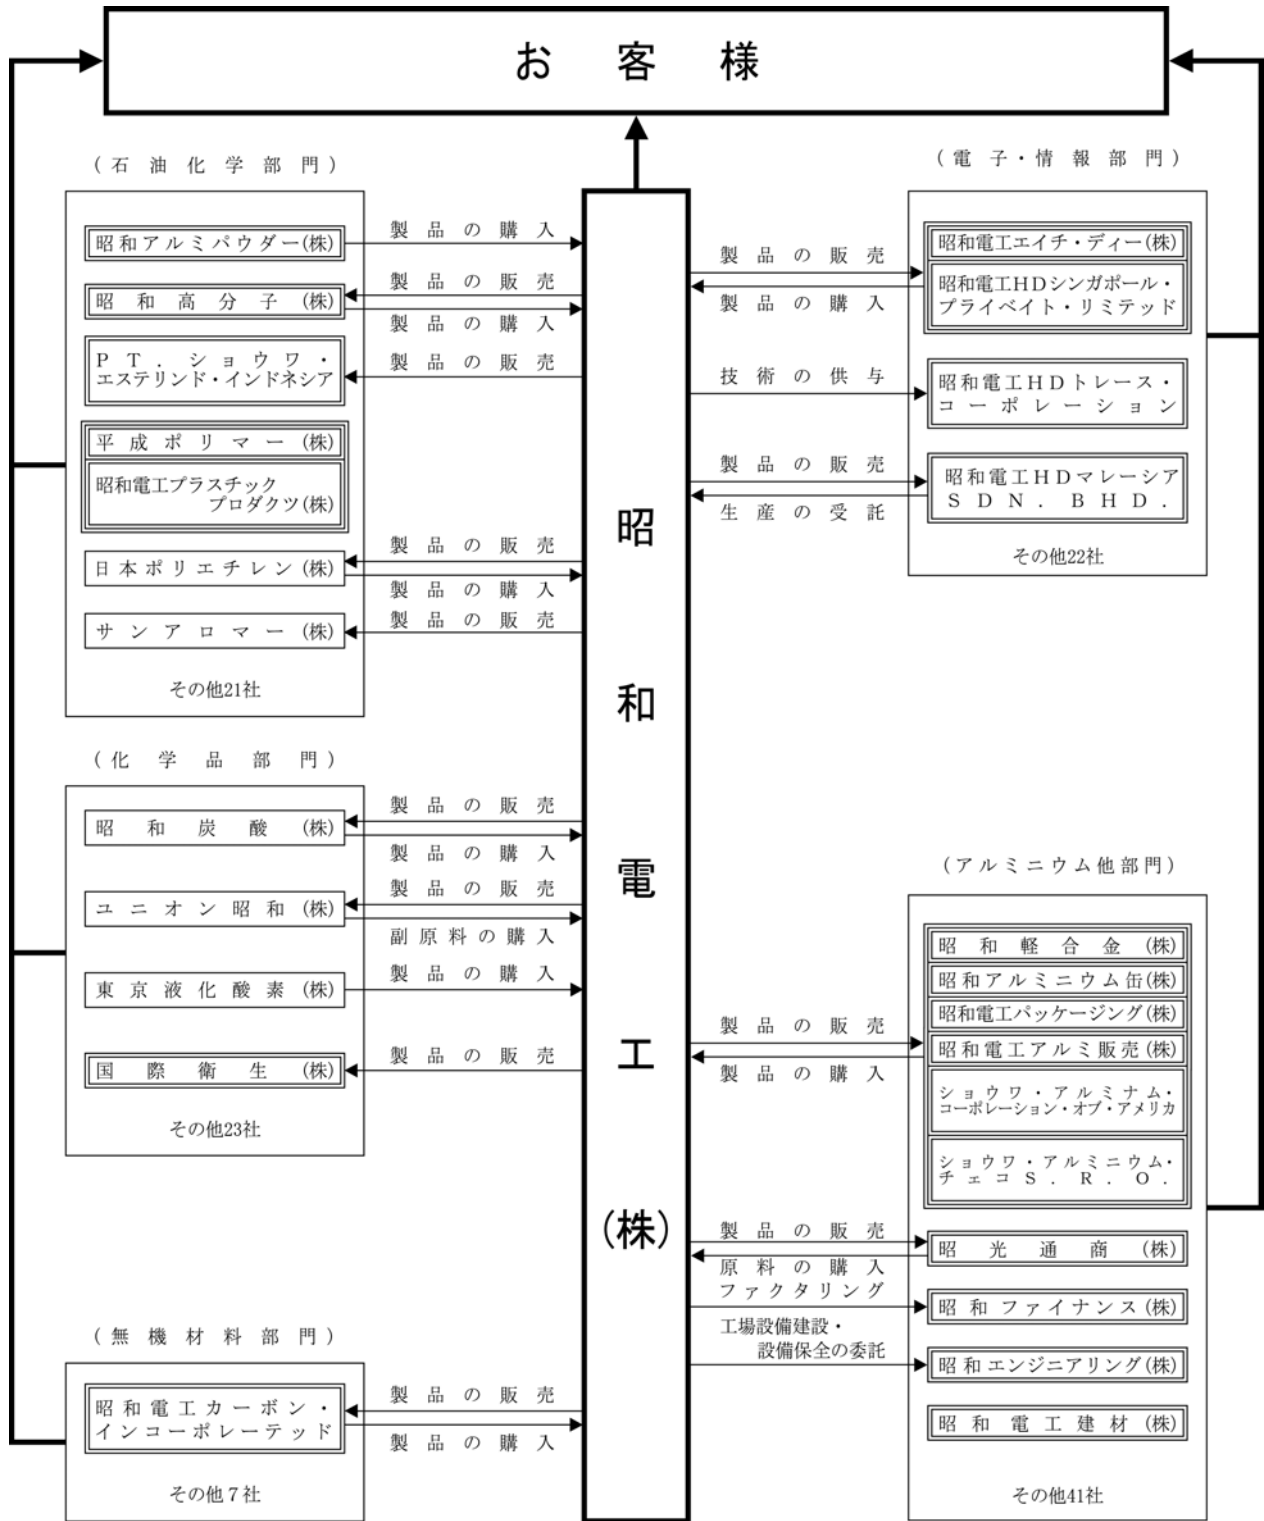 お客様
(石油化学部門)
昭和アルミパウダー(株)
製品の購入
昭和高分子(株)
製品の販売
製品の購入
ＰＴ．ショウワ・
エステリンド・インドネシア
製品の販売
平成ポリマー(株)
昭和電工プラスチック
プロダクツ(株)
日本ポリエチレン(株)
製品の販売
製品の購入
サンアロマー(株)
製品の販売
その他21社
(化学品部門)
昭和炭酸(株)
製品の販売
製品の購入
ユニオン昭和(株)
製品の販売
副原料の購入
東京液化酸素(株)
製品の購入
国際衛生(株)
製品の販売
その他23社
(無機材料部門)
昭和電工カーボン・
インコーポレーテッド
製品の販売
製品の購入
その他７社
昭和電工(株)
(電子・情報部門)
製品の販売
製品の購入
昭和電工エイチ・ディー(株)
昭和電工ＨＤシンガポール・
プライベイト・リミテッド
技術の供与
昭和電工ＨＤトレース・
コーポレーション
製品の販売
生産の受託
昭和電工ＨＤマレーシア
ＳＤＮ．ＢＨＤ．
その他22社
(アルミニウム他部門)
昭和軽合金(株)
昭和アルミニウム缶(株)
昭和電工パッケージング(株)
昭和電工アルミ販売(株)
ショウワ・アルミナム・
コーポレーション・オブ・アメリカ
ショウワ・アルミニウム・
チェコＳ．Ｒ．Ｏ．
製品の販売
製品の購入
製品の販売
原料の購入
昭光通商(株)
ファクタリング
昭和ファイナンス(株)
工場設備建設・
設備保全の委託
昭和エンジニアリング(株)
昭和電工建材(株)
その他41社